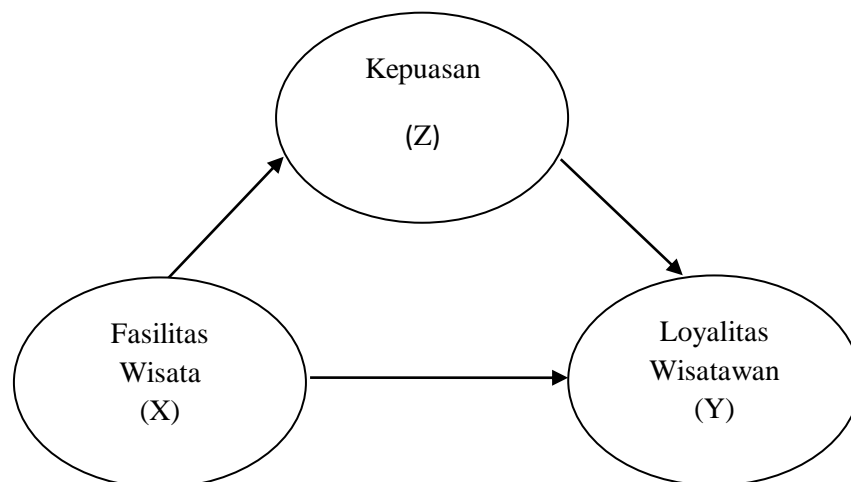 Kepuasan
(Z)
Fasilitas
Wisata
(X)
Loyalitas
Wisatawan
(Y)